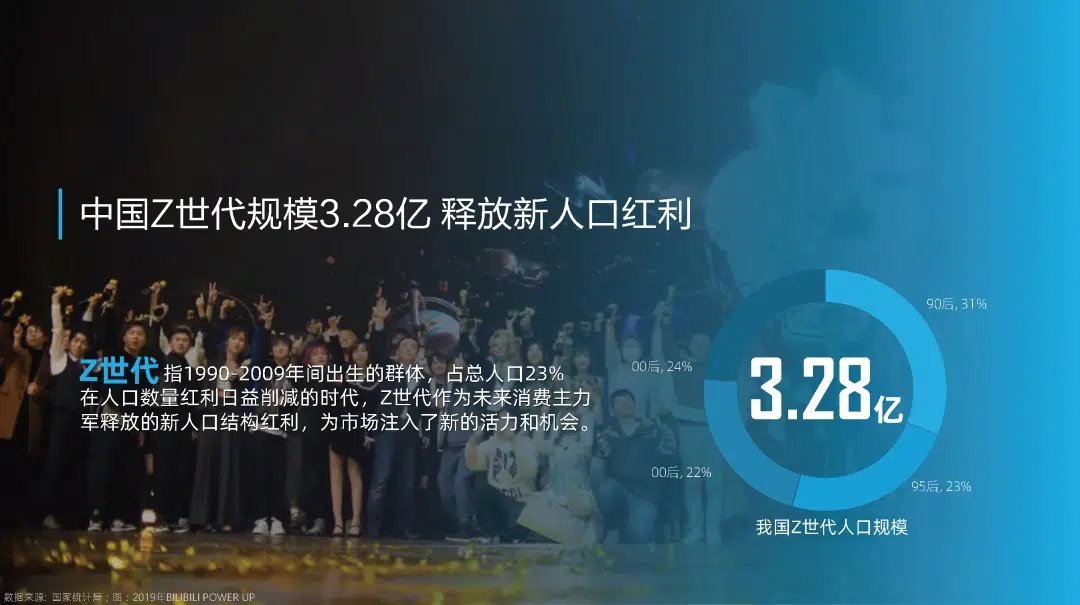 中国Z世代规模3.28亿 释放新人口红利
Z世代 指1990-2009年间出生的群体，占总人口23%
在人口数量红利日益削减的时代，Z世代作为未来消费主力
军释放的新人口结构红利，为市场注入了新的活力和机会。
90后, 31%
00后, 24%
3.28亿
00后, 22%
95后, 23%
我国Z世代人口规模
数据来源: 国家统计局；图：2019年BILIBILI POWER UP